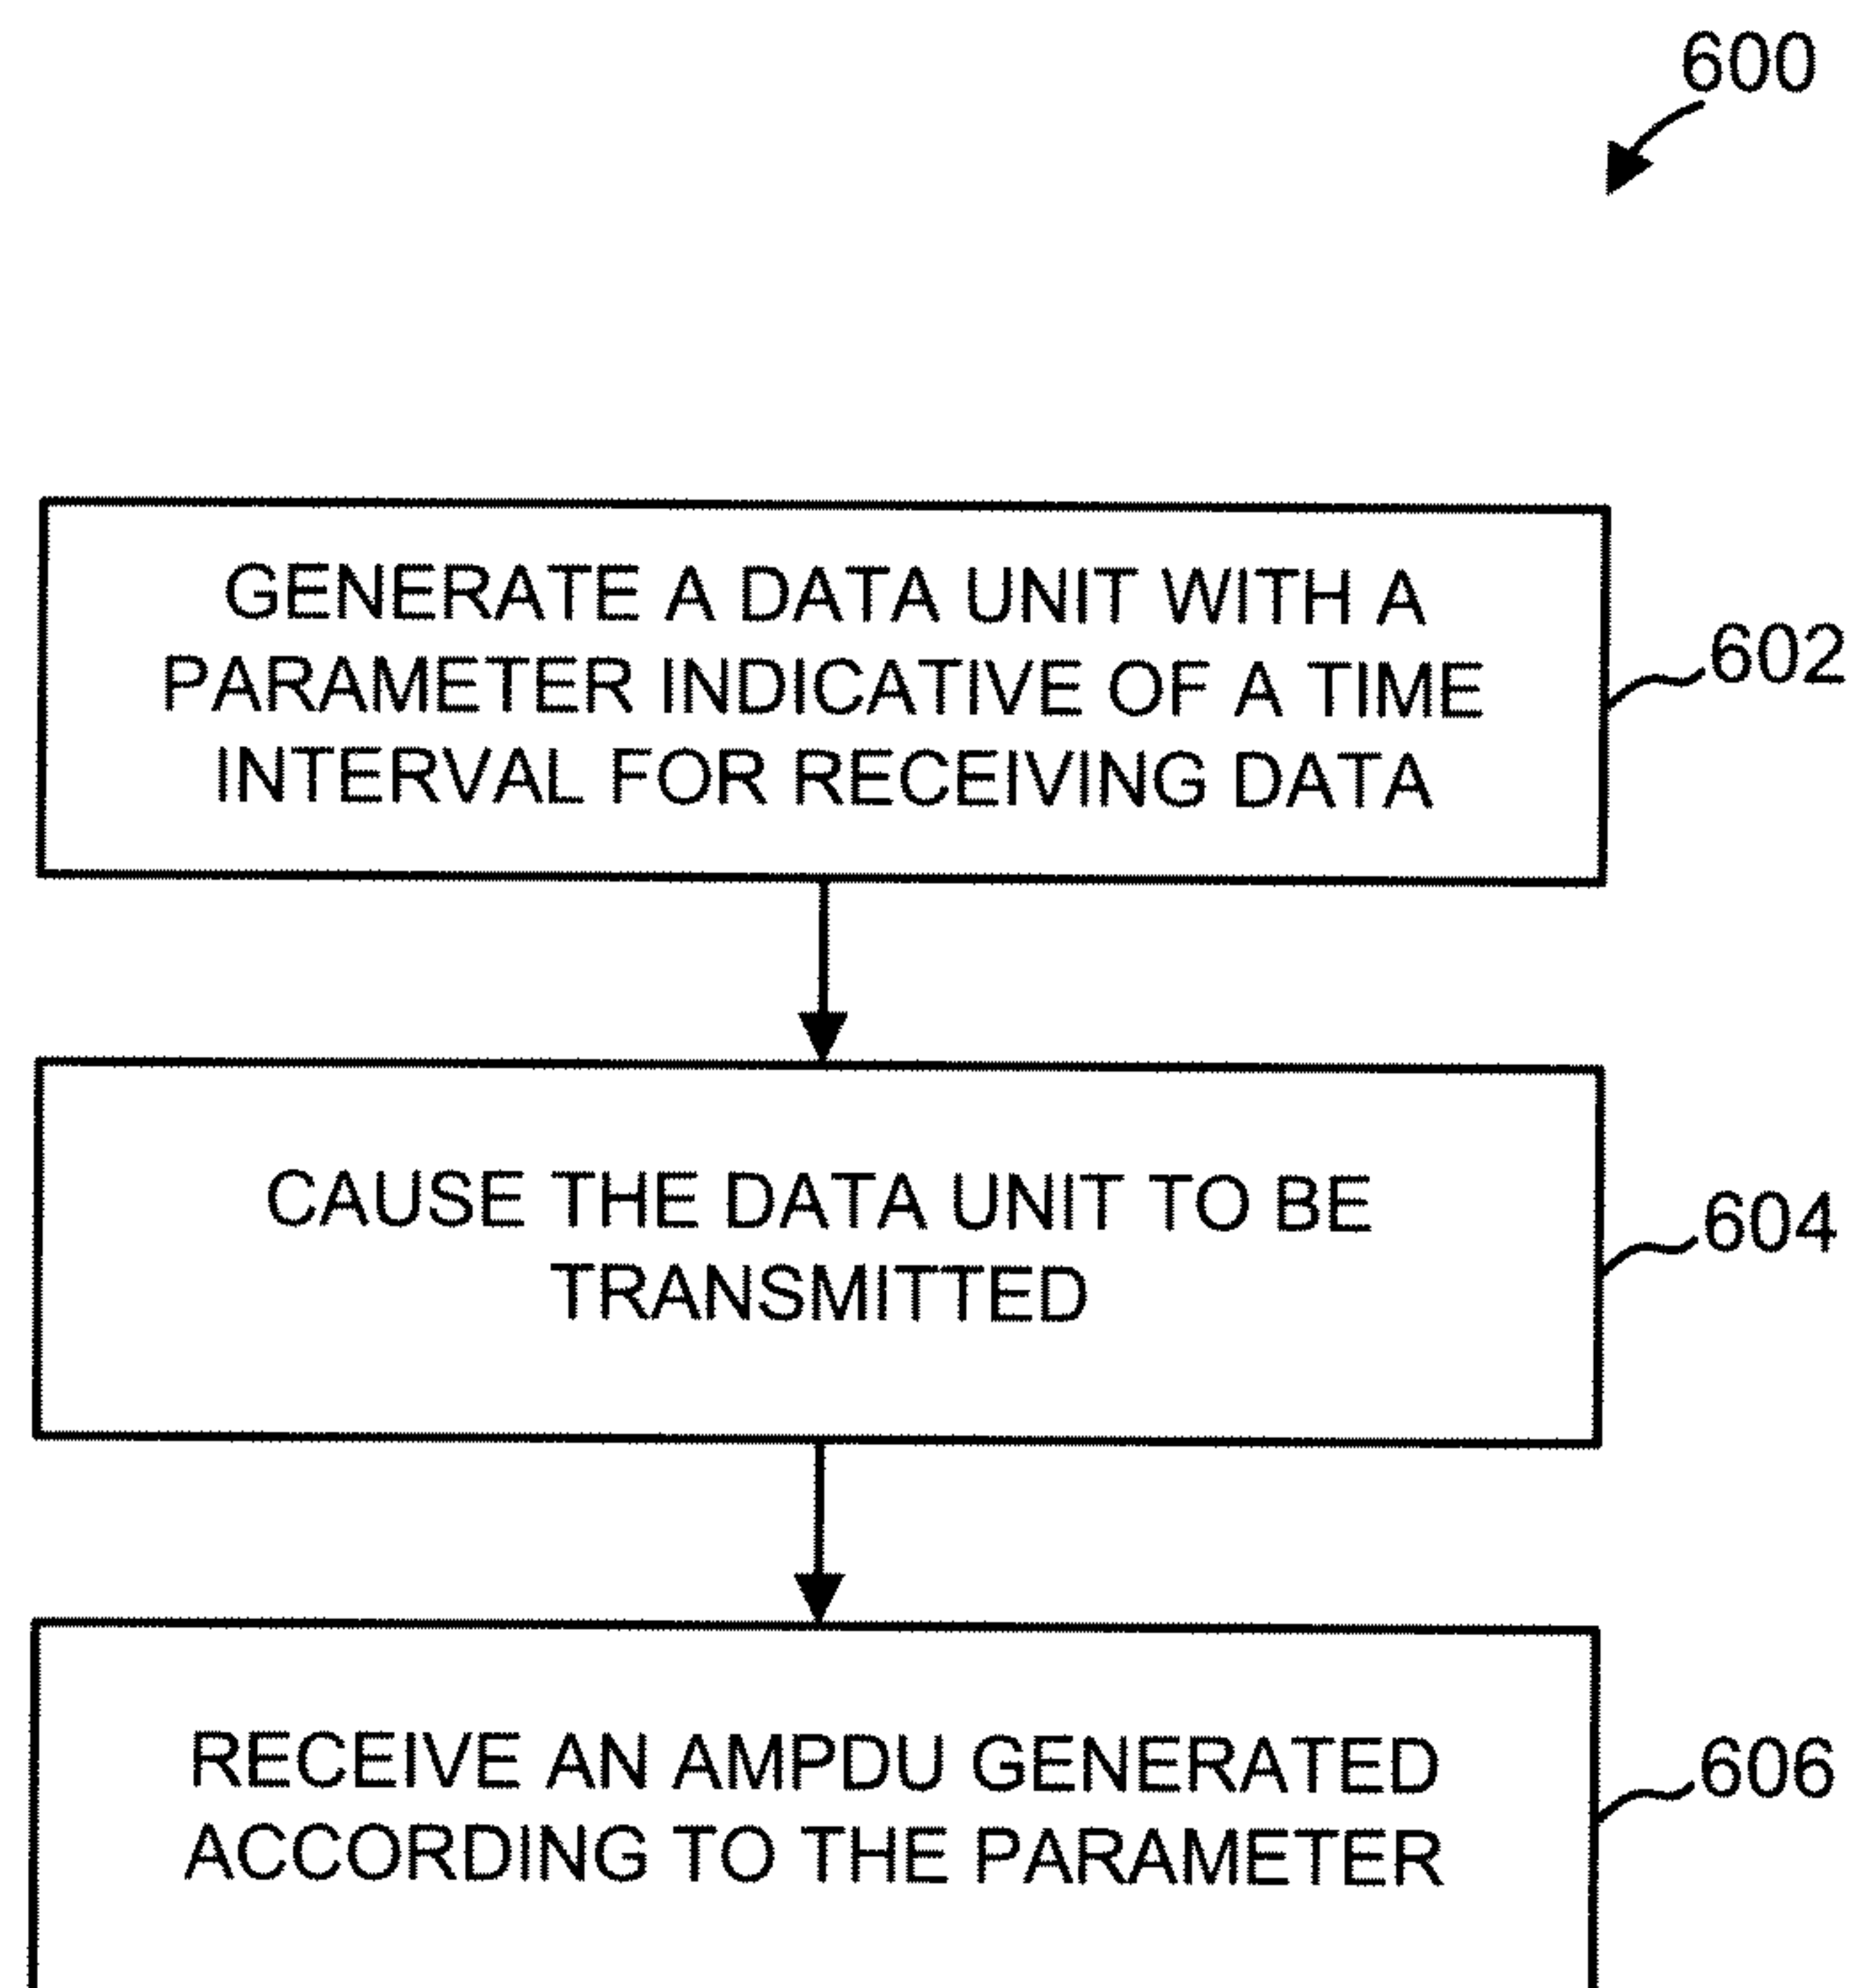 600
GENERATE A DATA UNIT WITH A
PARAMETER INDICATIVE OF A TIME
INTERVAL FOR RECEIVING DATA
602
CAUSE THE DATA UNIT TO BE
TRANSMITTED
604
RECEIVE AN AMPDU GENERATED
ACCORDING TO THE PARAMETER
606